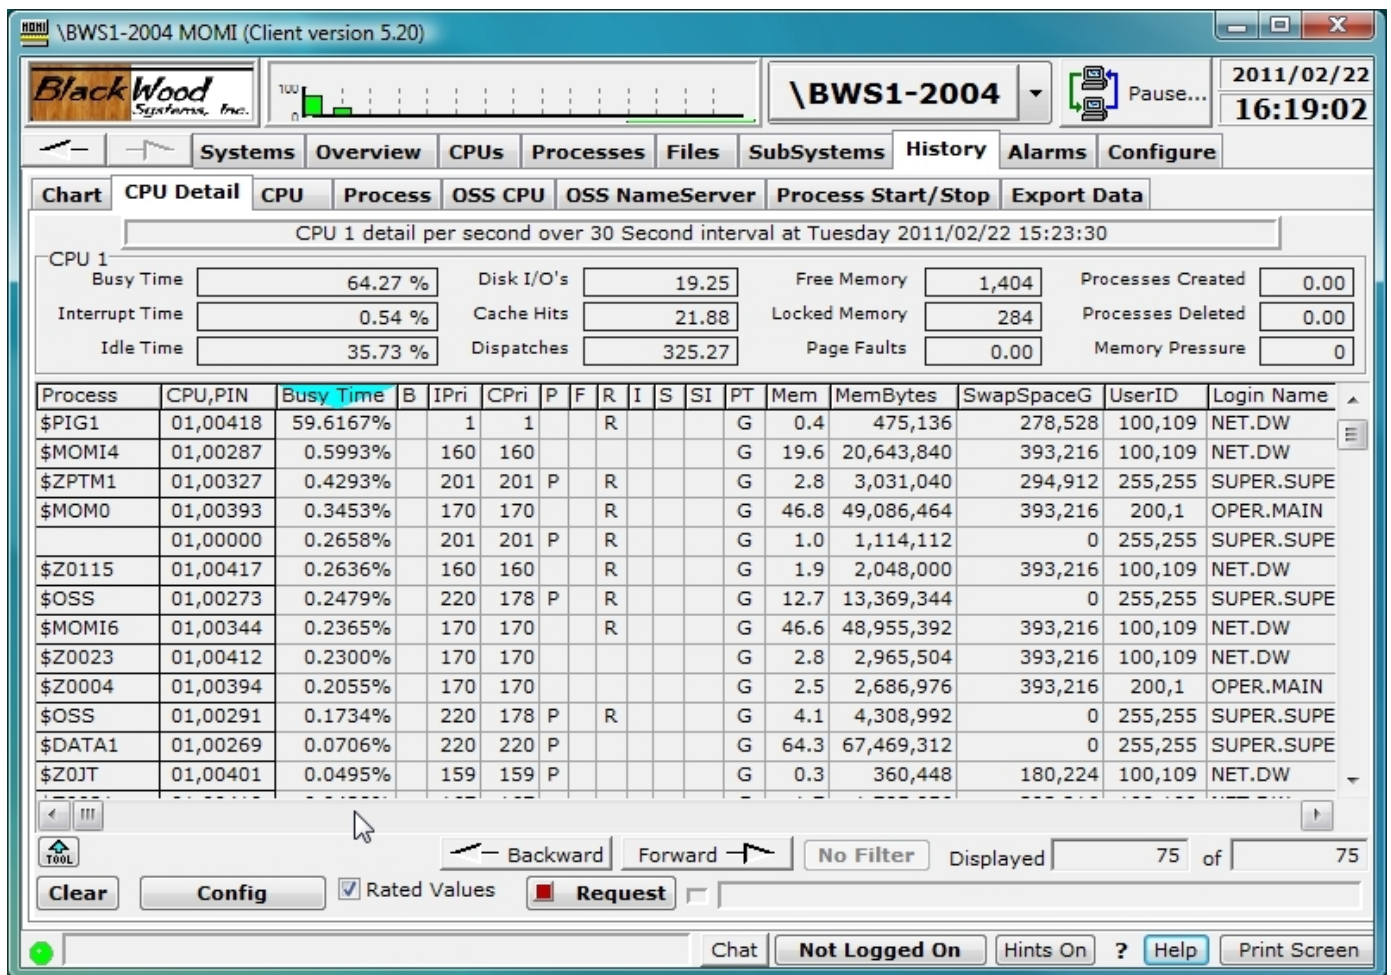 MOMI \BWS1-2004 MOMI (Client version 5.20)
BlackWood Systems, Inc.
100
0
\BWS1-2004
Pause...
2011/02/22
16:19:02
Systems Overview CPUs Processes Files SubSystems History Alarms Configure
Chart CPU Detail CPU Process OSS CPU OSS NameServer Process Start/Stop Export Data
CPU 1 detail per second over 30 Second interval at Tuesday 2011/02/22 15:23:30
CPU 1
Busy Time 64.27 % Disk I/O's 19.25 Free Memory 1,404 Processes Created 0.00
Interrupt Time 0.54 % Cache Hits 21.88 Locked Memory 284 Processes Deleted 0.00
Idle Time 35.73 % Dispatches 325.27 Page Faults 0.00 Memory Pressure 0
Process CPU,PIN Busy Time B IPri CPri P F R I S SI PT Mem MemBytes SwapSpaceG UserID Login Name
$PIG1 01,00418 59.6167% 1 1 R G 0.4 475,136 278,528 100,109 NET.DW
$MOMI4 01,00287 0.5993% 160 160 G 19.6 20,643,840 393,216 100,109 NET.DW
$ZPTM1 01,00327 0.4293% 201 201 P R G 2.8 3,031,040 294,912 255,255 SUPER.SUPE
$MOM0 01,00393 0.3453% 170 170 R G 46.8 49,086,464 393,216 200,1 OPER.MAIN
01,00000 0.2658% 201 201 P R G 1.0 1,114,112 0 255,255 SUPER.SUPE
$Z0115 01,00417 0.2636% 160 160 R G 1.9 2,048,000 393,216 100,109 NET.DW
$OSS 01,00273 0.2479% 220 178 P R G 12.7 13,369,344 0 255,255 SUPER.SUPE
$MOMI6 01,00344 0.2365% 170 170 R G 46.6 48,955,392 393,216 100,109 NET.DW
$Z0023 01,00412 0.2300% 170 170 G 2.8 2,965,504 393,216 100,109 NET.DW
$Z0004 01,00394 0.2055% 170 170 G 2.5 2,686,976 393,216 200,1 OPER.MAIN
$OSS 01,00291 0.1734% 220 178 P R G 4.1 4,308,992 0 255,255 SUPER.SUPE
$DATA1 01,00269 0.0706% 220 220 P G 64.3 67,469,312 0 255,255 SUPER.SUPE
$Z0JT 01,00401 0.0495% 159 159 P G 0.3 360,448 180,224 100,109 NET.DW
TOOL Backward Forward No Filter Displayed 75 of 75
Clear Config Rated Values Request
Chat Not Logged On Hints On ? Help Print Screen